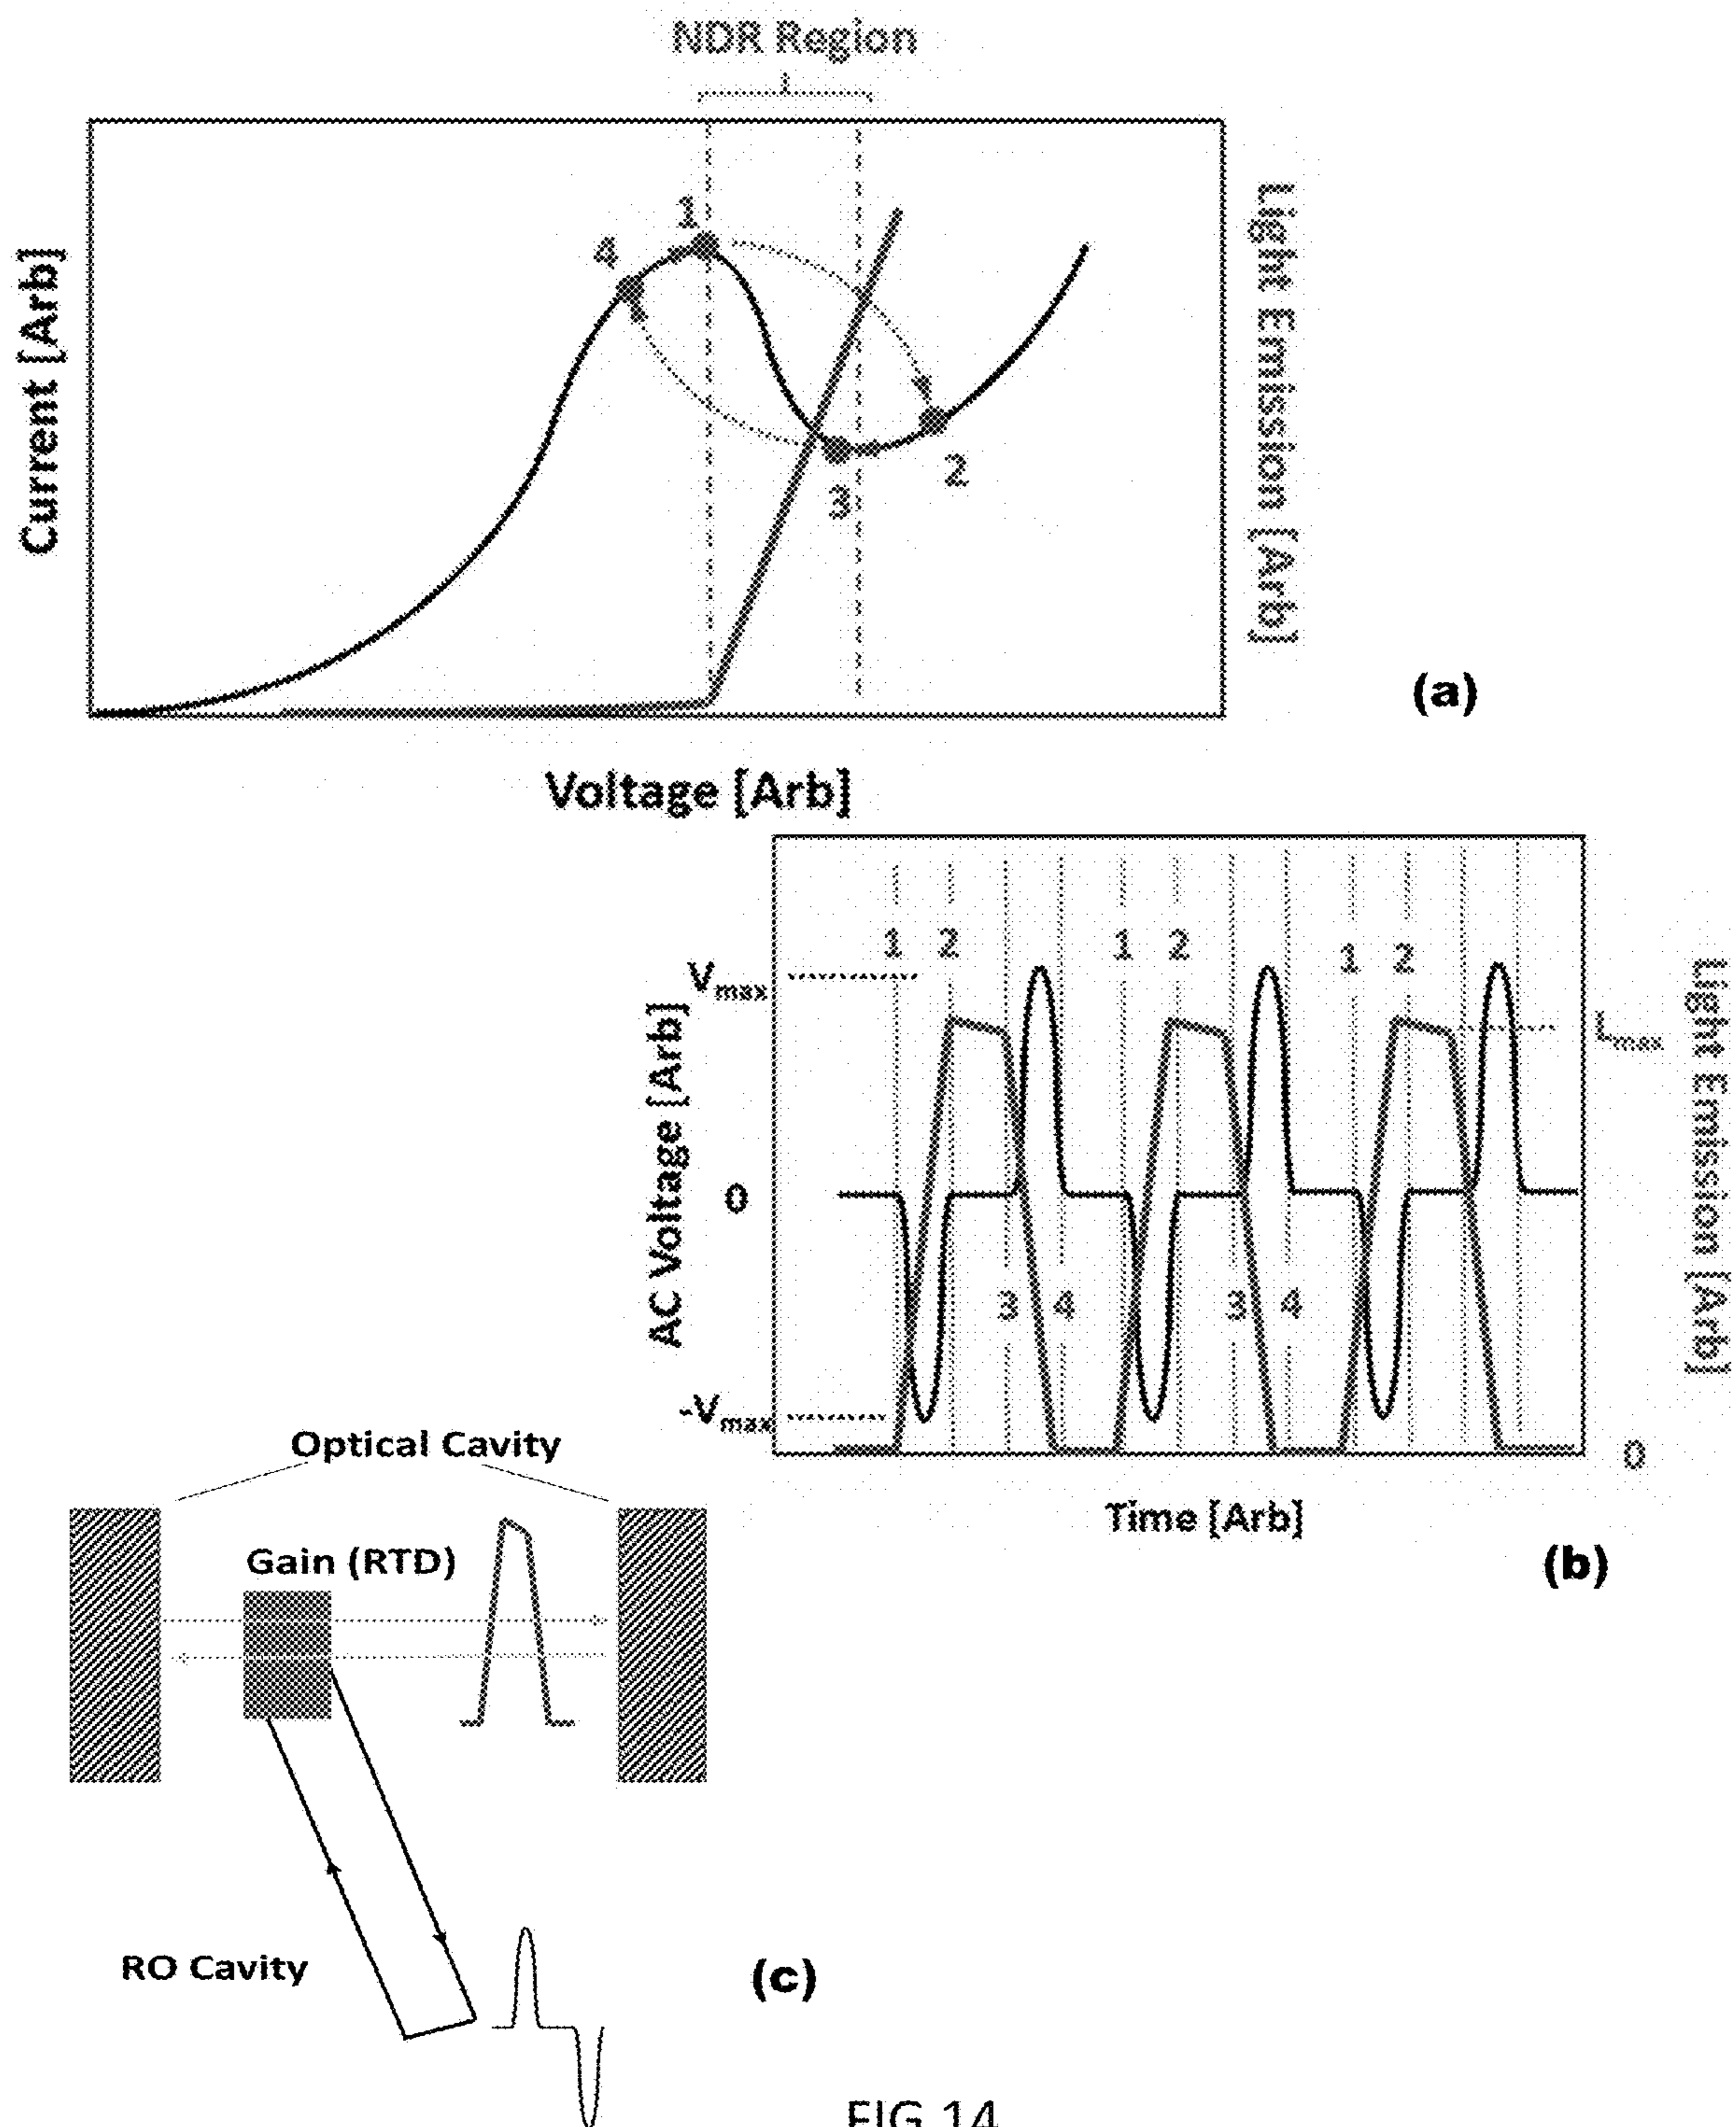 NDR Region
Current [Arb]
1
4
3
2
Light Emission [Arb]
(a)
Voltage [Arb]
1 2 1 2 1 2
Vmax
Lmax
AC Voltage [Arb]
0
Light Emission [Arb]
3 4 3 4
-Vmax
0
Time [Arb]
(b)
Optical Cavity
Gain (RTD)
RO Cavity
(c)
FIG 14